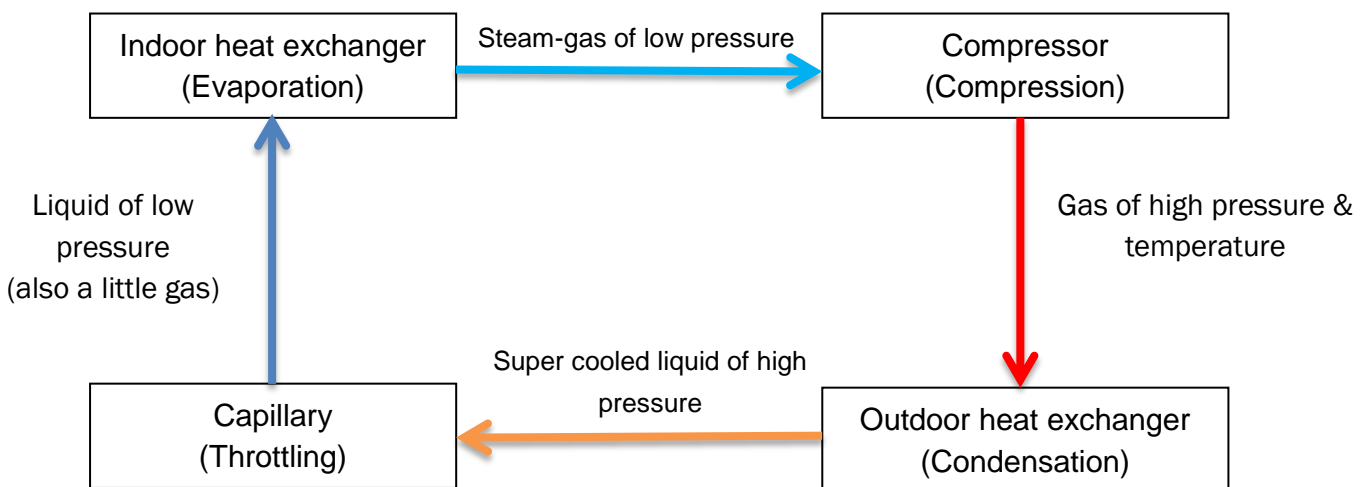 Indoor heat exchanger
(Evaporation)
Steam-gas of low pressure
Compressor
(Compression)
Liquid of low
pressure
(also a little gas)
Gas of high pressure &
temperature
Capillary
(Throttling)
Super cooled liquid of high
pressure
Outdoor heat exchanger
(Condensation)